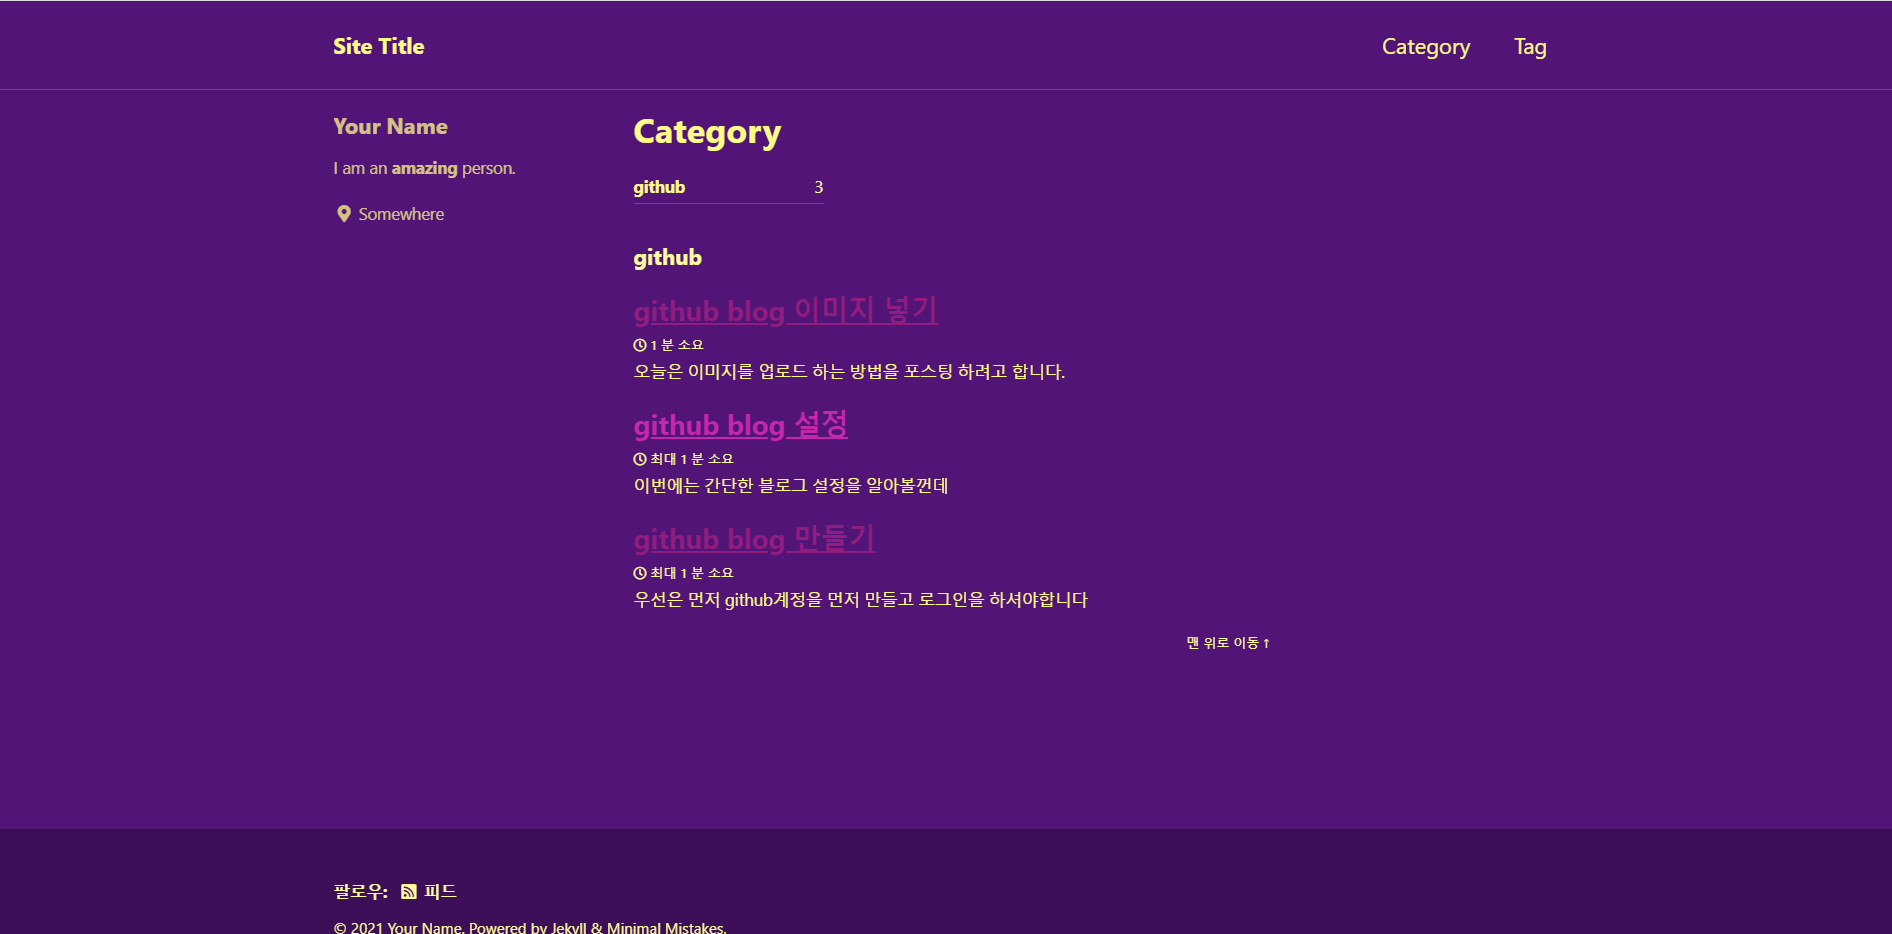 Site Title
Category Tag
Your Name
I am an amazing person.
Somewhere
Category
github 3
github
github blog 이미지 넣기
1 분 소요
오늘은 이미지를 업로드 하는 방법을 포스팅 하려고 합니다.
github blog 설정
최대 1 분 소요
이번에는 간단한 블로그 설정을 알아볼껀데
github blog 만들기
최대 1 분 소요
우선은 먼저 github계정을 먼저 만들고 로그인을 하셔야합니다
맨 위로 이동 ↑
팔로우: 피드
© 2021 Your Name. Powered by Jekyll & Minimal Mistakes.